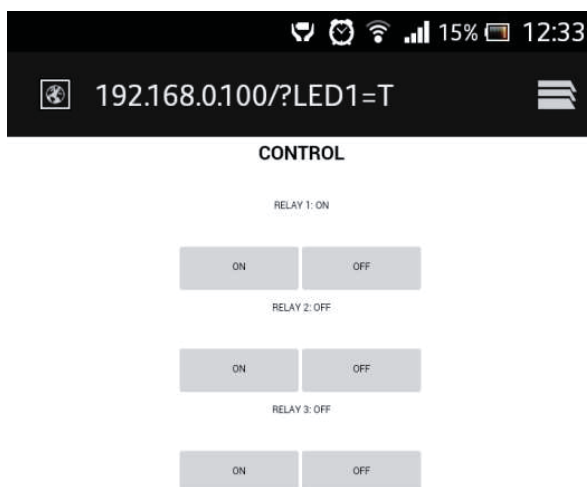 15% 12:33
192.168.0.100/?LED1=T
CONTROL
RELAY 1: ON
ON OFF
RELAY 2: OFF
ON OFF
RELAY 3: OFF
ON OFF